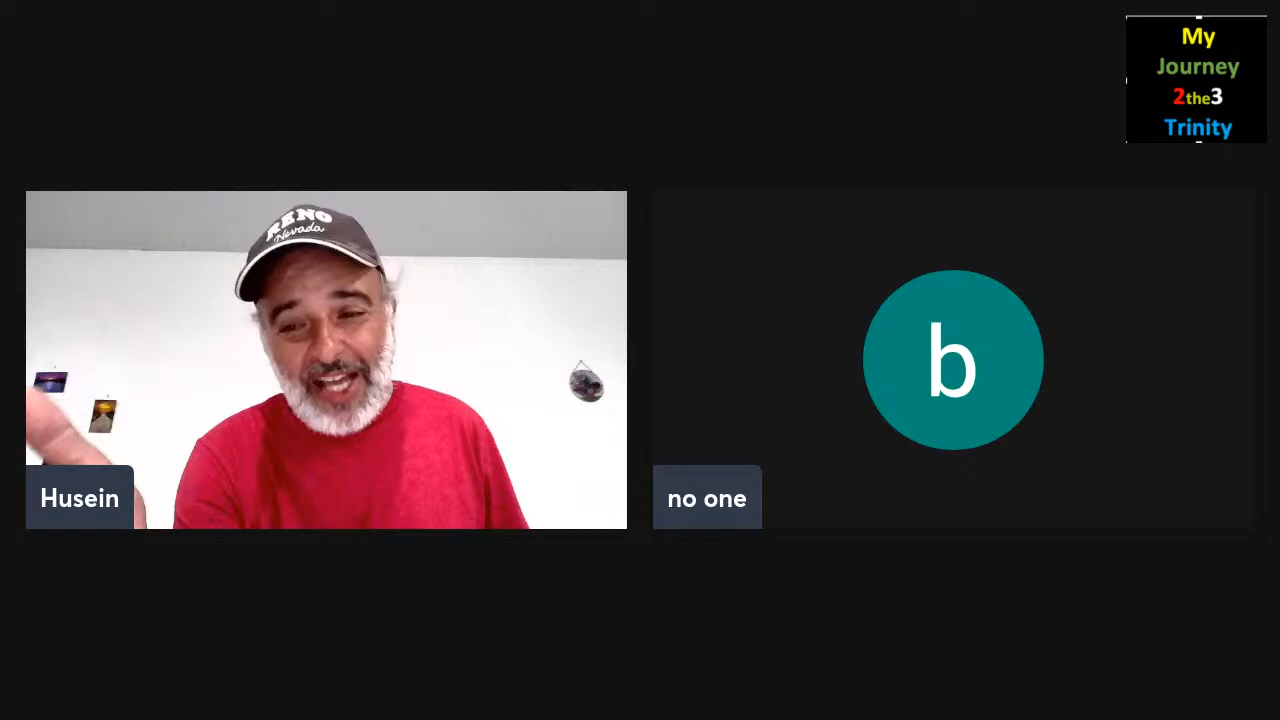 My
Journey
2the3
Trinity
RENO
Nevada
b
Husein
no one